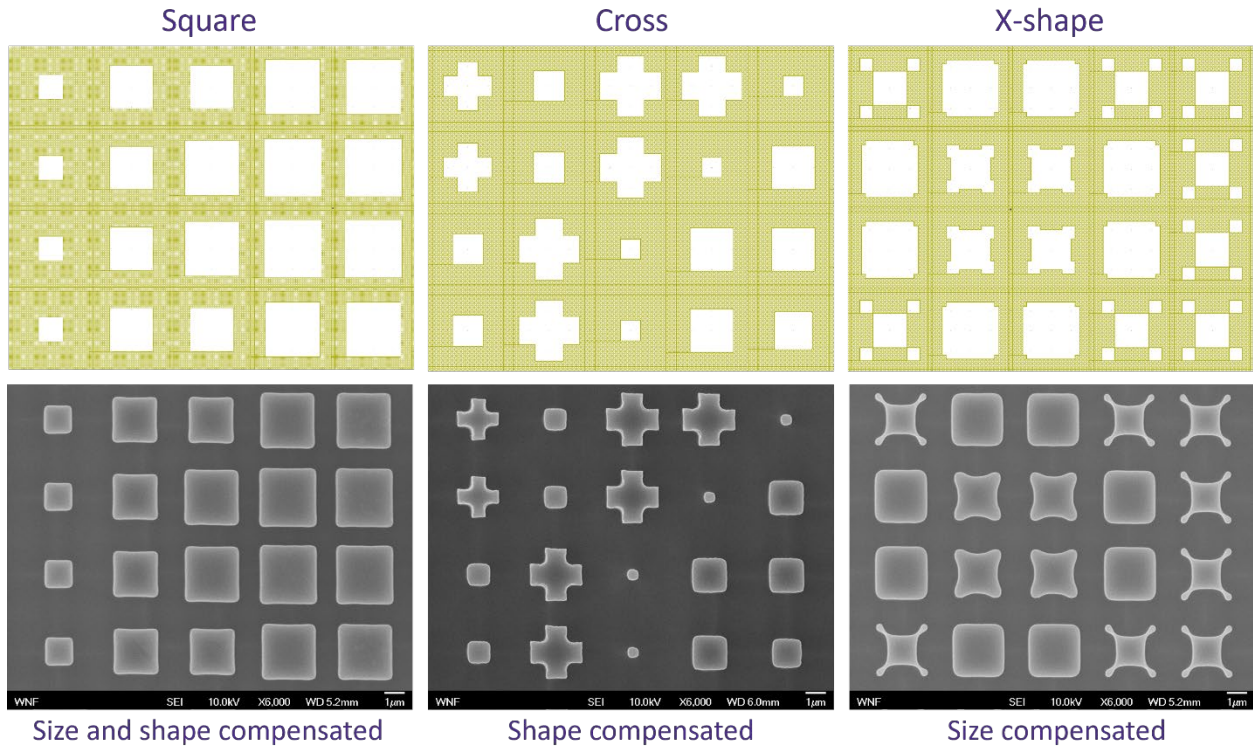 Square
Cross
X-shape
WNF SEI 10.0kV X6,000 WD 5.2mm 1μm
WNF SEI 10.0kV X6,000 WD 6.0mm 1μm
WNF SEI 10.0kV X6,000 WD 5.2mm 1μm
Size and shape compensated
Shape compensated
Size compensated